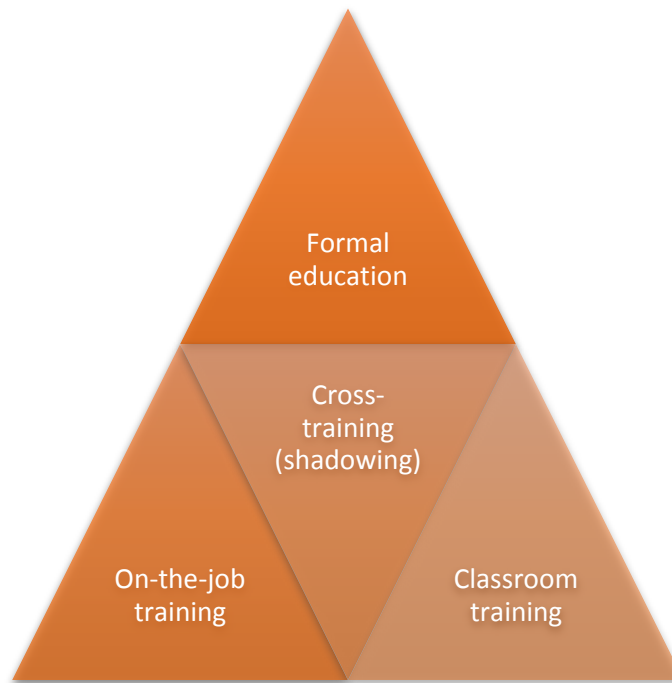 Formal
education
Cross-
training
(shadowing)
On-the-job
training
Classroom
training